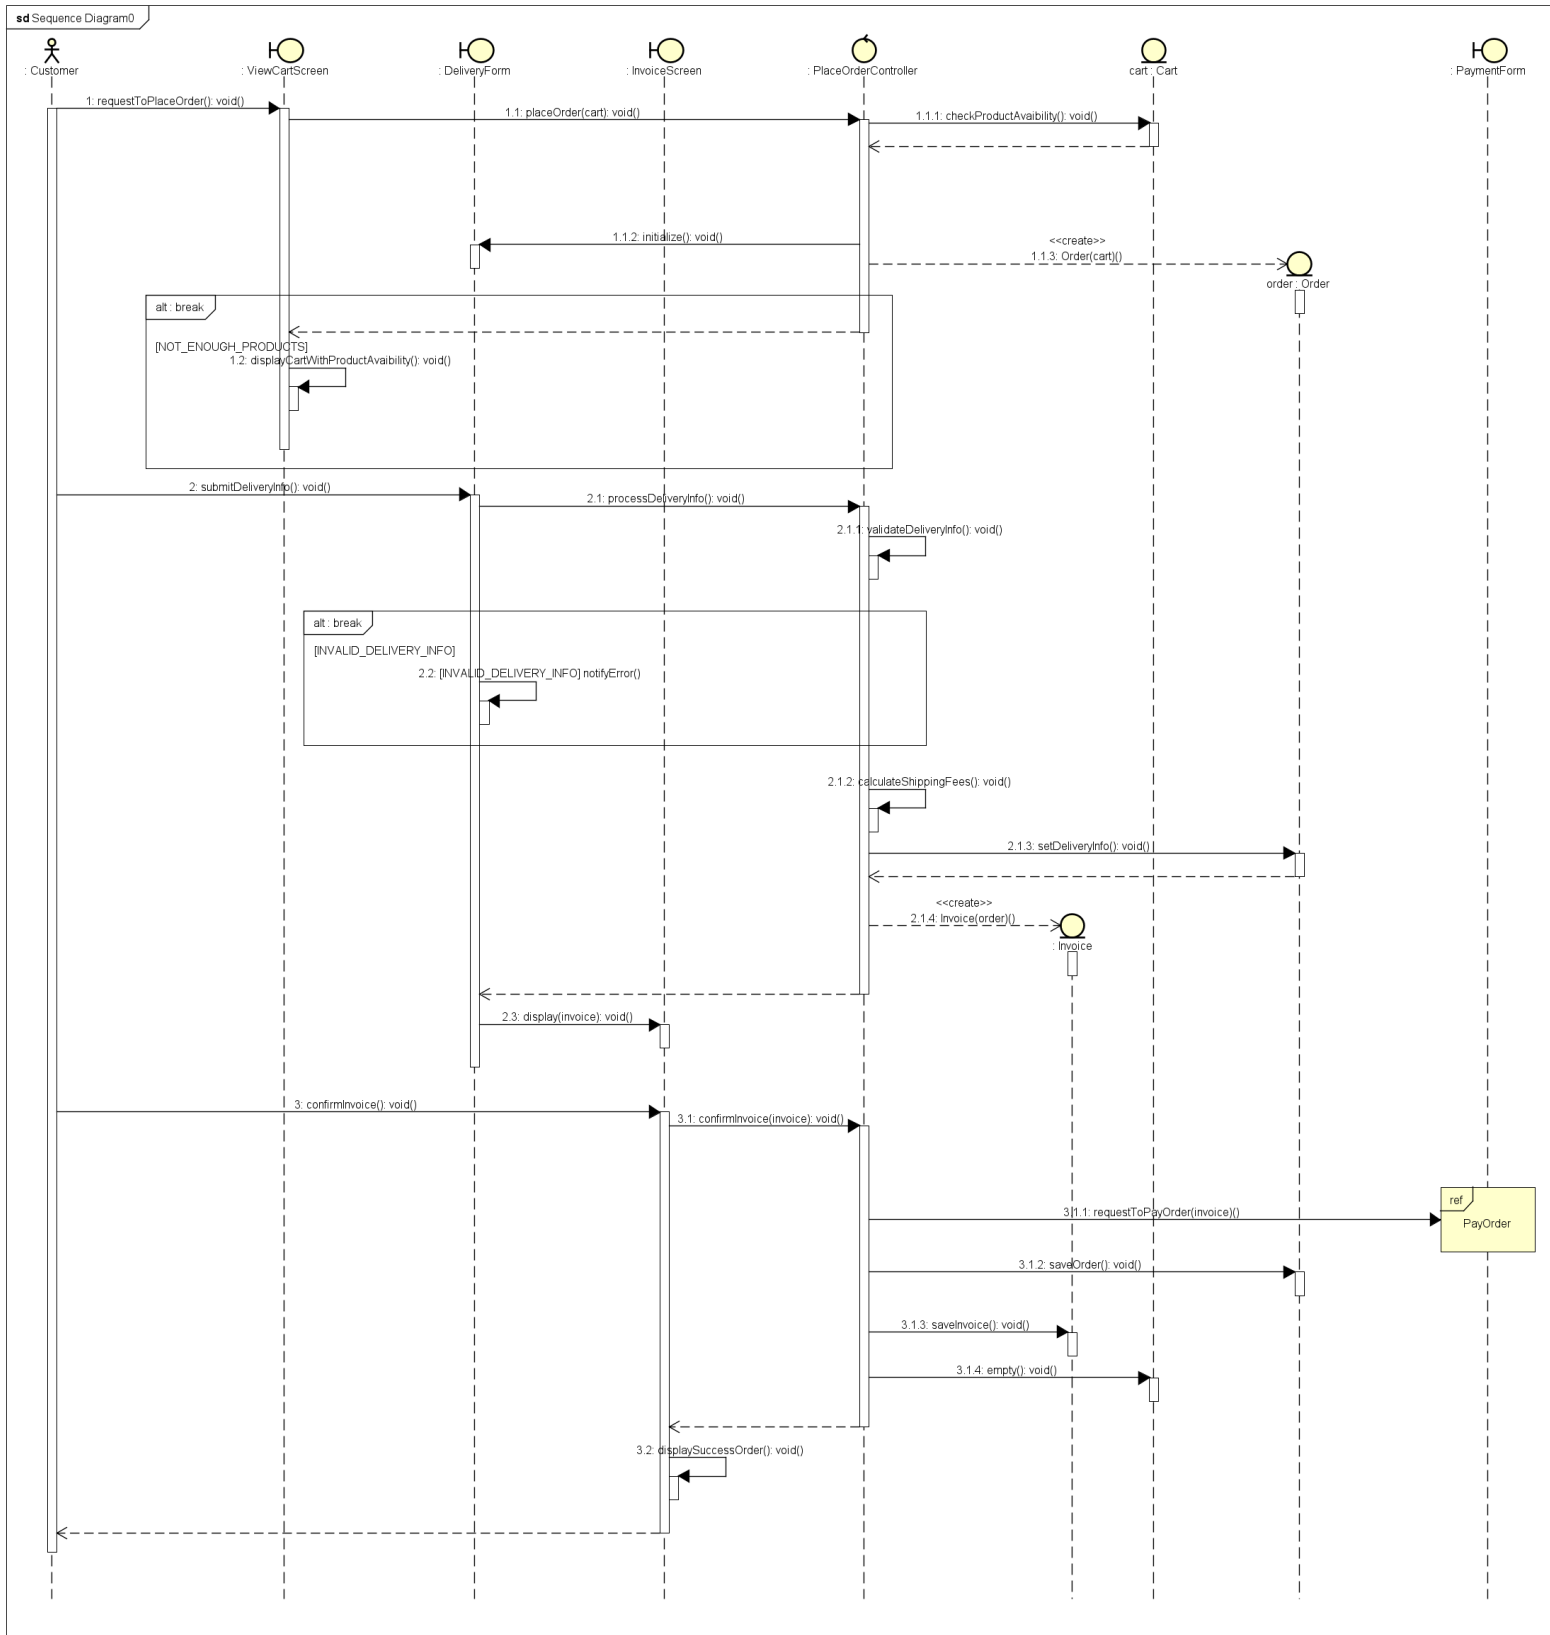 sd Sequence Diagram0
: Customer
: ViewCartScreen
: DeliveryForm
: InvoiceScreen
: PlaceOrderController
cart : Cart
: PaymentForm
1: requestToPlaceOrder(): void()
1.1: placeOrder(cart): void()
1.1.1: checkProductAvaibility(): void()
1.1.2: initialize(): void()
<<create>>
1.1.3: Order(cart)()
order : Order
alt : break
[NOT_ENOUGH_PRODUCTS]
1.2: displayCartWithProductAvaibility(): void()
2: submitDeliveryInfo(): void()
2.1: processDeliveryInfo(): void()
2.1.1: validateDeliveryInfo(): void()
alt : break
[INVALID_DELIVERY_INFO]
2.2: [INVALID_DELIVERY_INFO] notifyError()
2.1.2: calculateShippingFees(): void()
2.1.3: setDeliveryInfo(): void()
<<create>>
2.1.4: Invoice(order)()
: Invoice
2.3: display(invoice): void()
3: confirmInvoice(): void()
3.1: confirmInvoice(invoice): void()
ref
3.1.1: requestToPayOrder(invoice)()
PayOrder
3.1.2: saveOrder(): void()
3.1.3: saveInvoice(): void()
3.1.4: empty(): void()
3.2: displaySuccessOrder(): void()